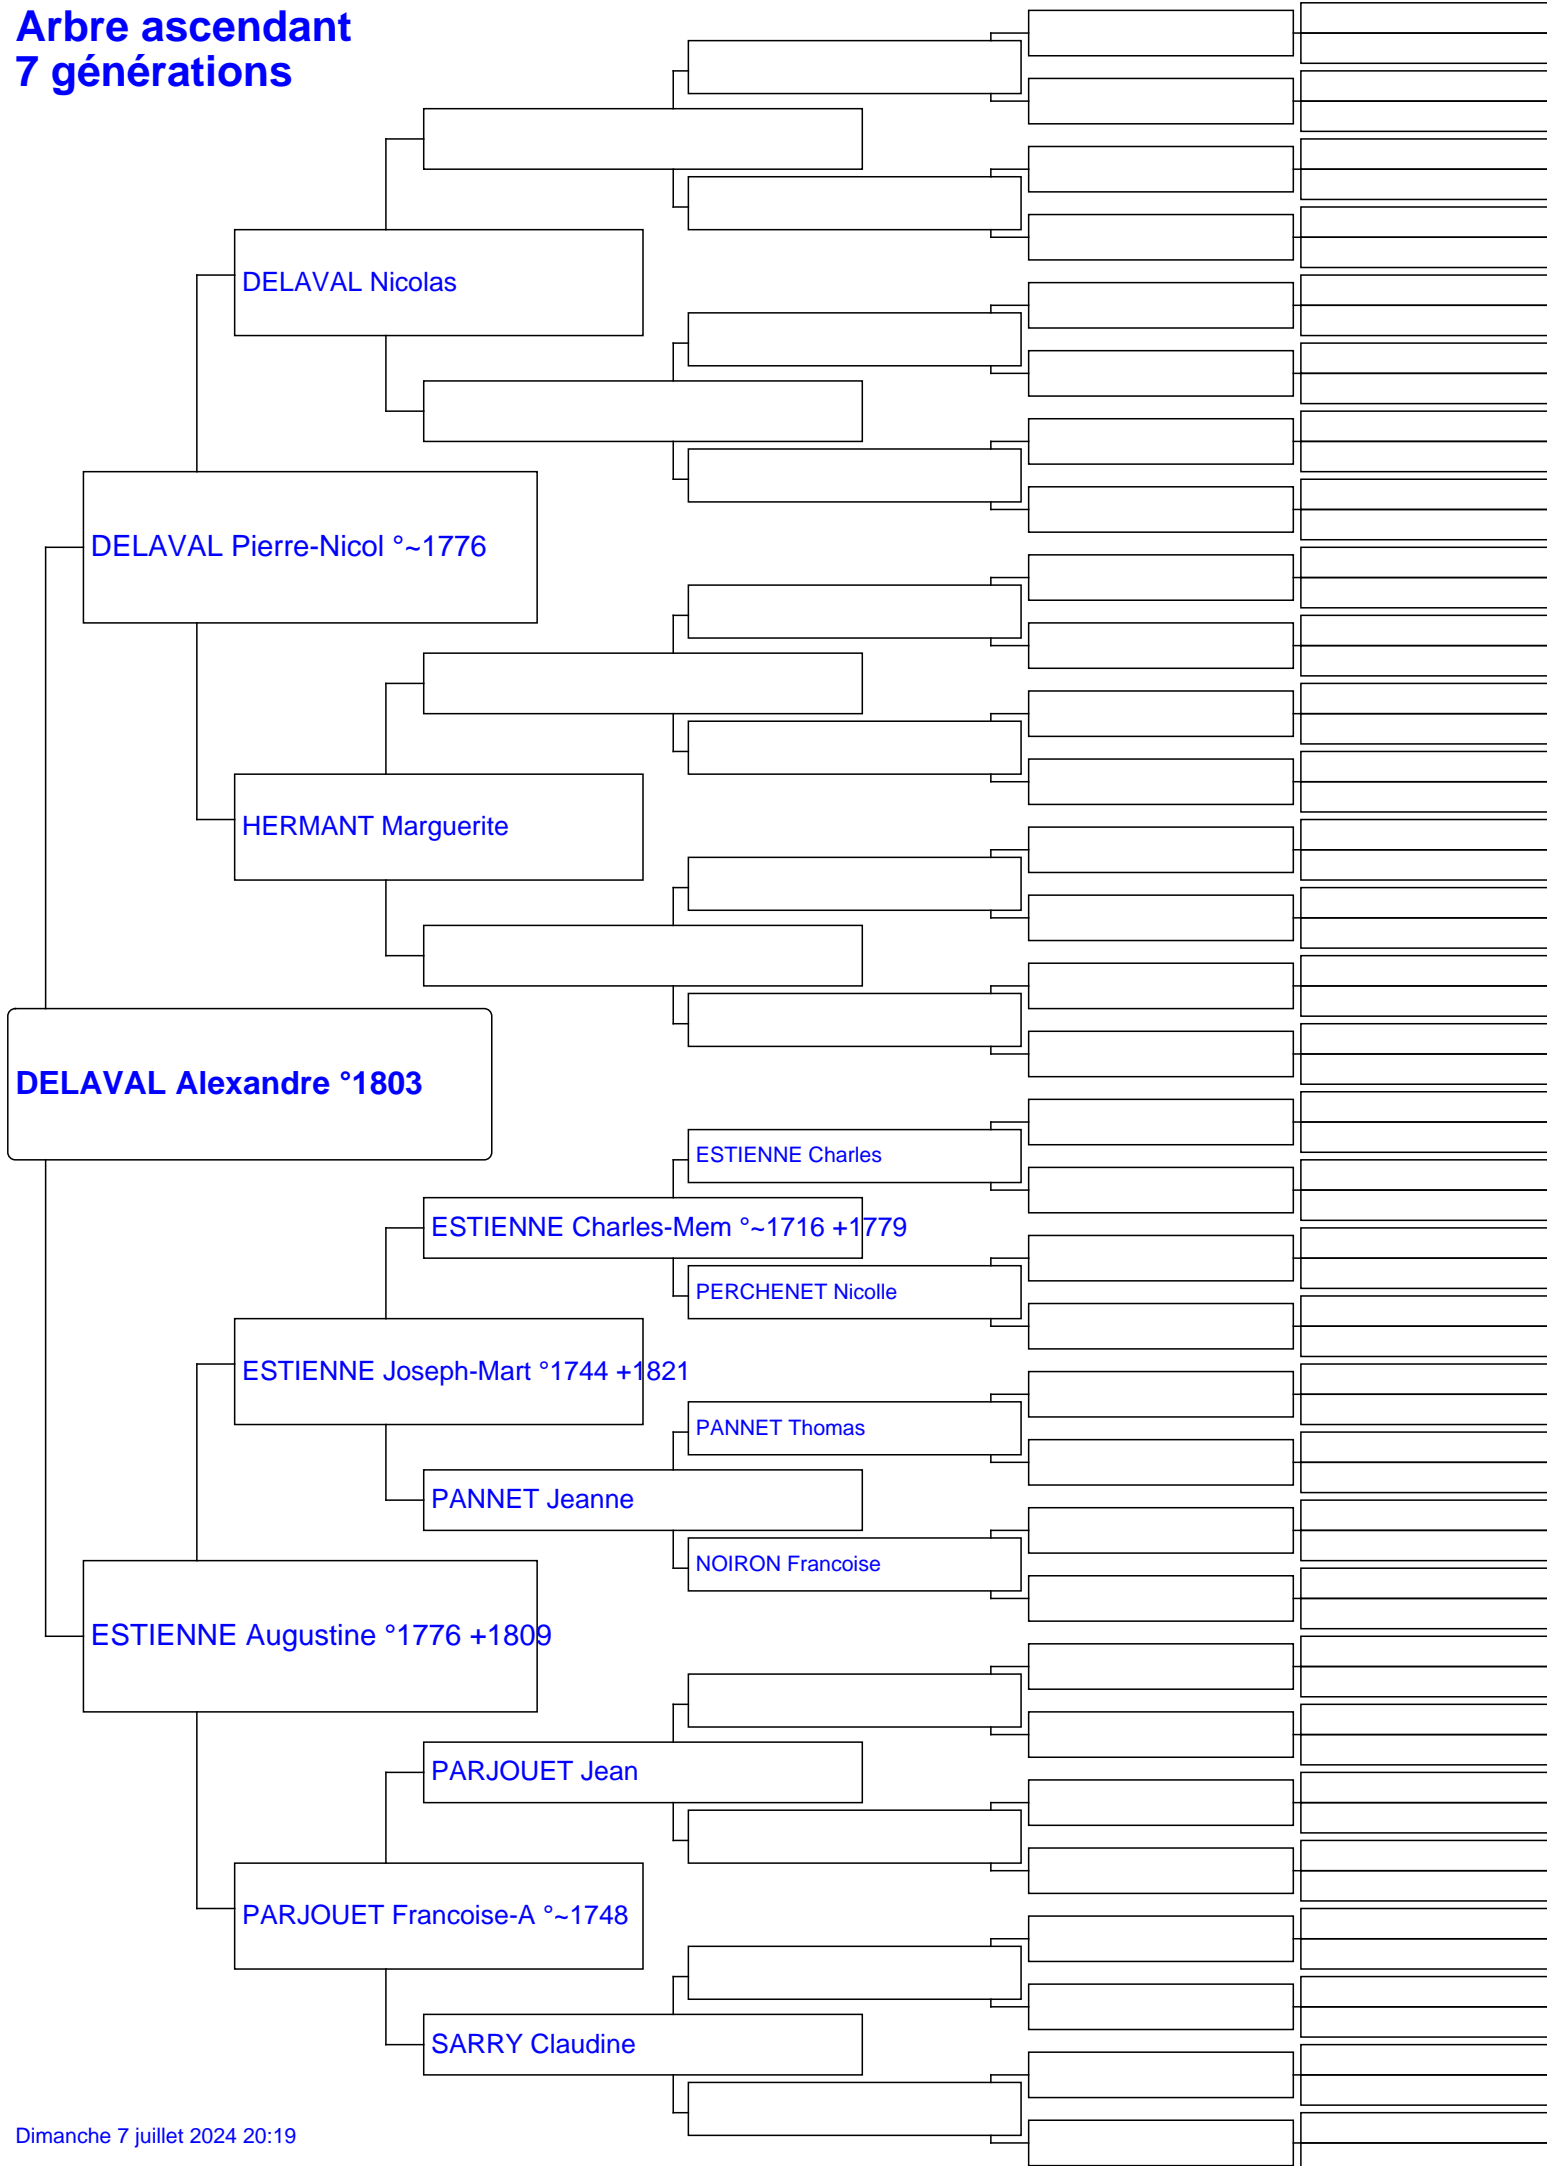 Arbre ascendant
7 générations
DELAVAL Nicolas
DELAVAL Pierre-Nicol °~1776
HERMANT Marguerite
DELAVAL Alexandre °1803
ESTIENNE Charles
ESTIENNE Charles-Mem °~1716 +1779
PERCHENET Nicolle
ESTIENNE Joseph-Mart °1744 +1821
PANNET Thomas
PANNET Jeanne
NOIRON Francoise
ESTIENNE Augustine °1776 +1809
PARJOUET Jean
PARJOUET Francoise-A °~1748
SARRY Claudine
Dimanche 7 juillet 2024 20:19